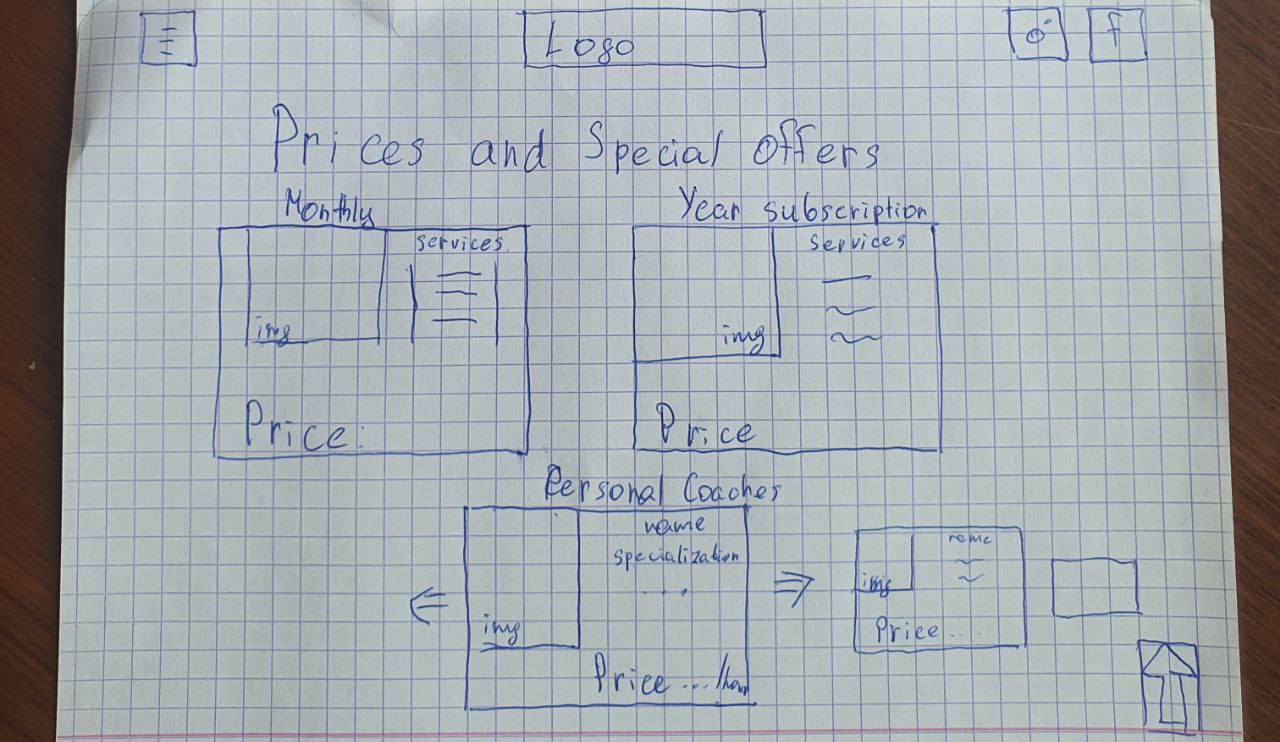 Logo
f
Prices and Special Offers
Monthly
Year subscription
services
img
Price:
Services
img
Price
Personal Coaches
name
specialization
...
img
Price .../hour
name
img
Price ...